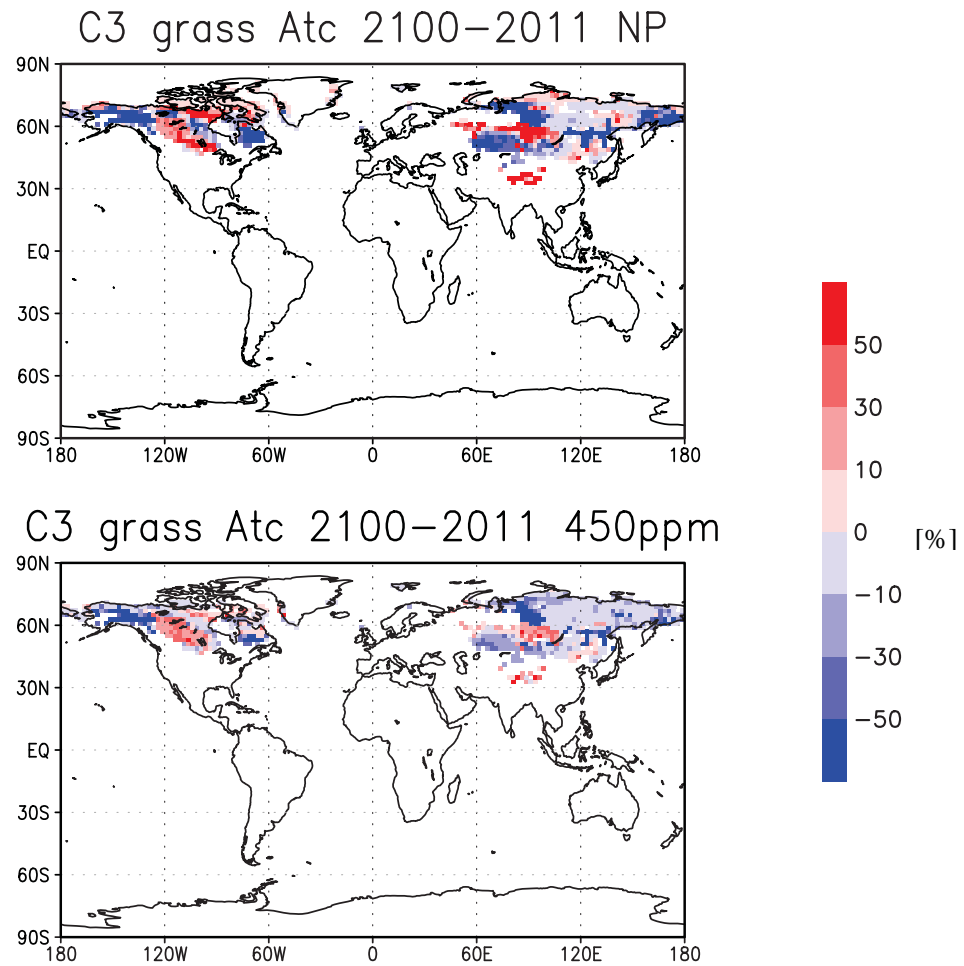 C3 grass Atc 2100−2011 NP
90N
60N
30N
EQ
30S
60S
90S
180 120W 60W 0 60E 120E 180
C3 grass Atc 2100−2011 450ppm
90N
60N
30N
EQ
30S
60S
90S
180 120W 60W 0 60E 120E 180
50
30
10
0
−10
−30
−50
[%]